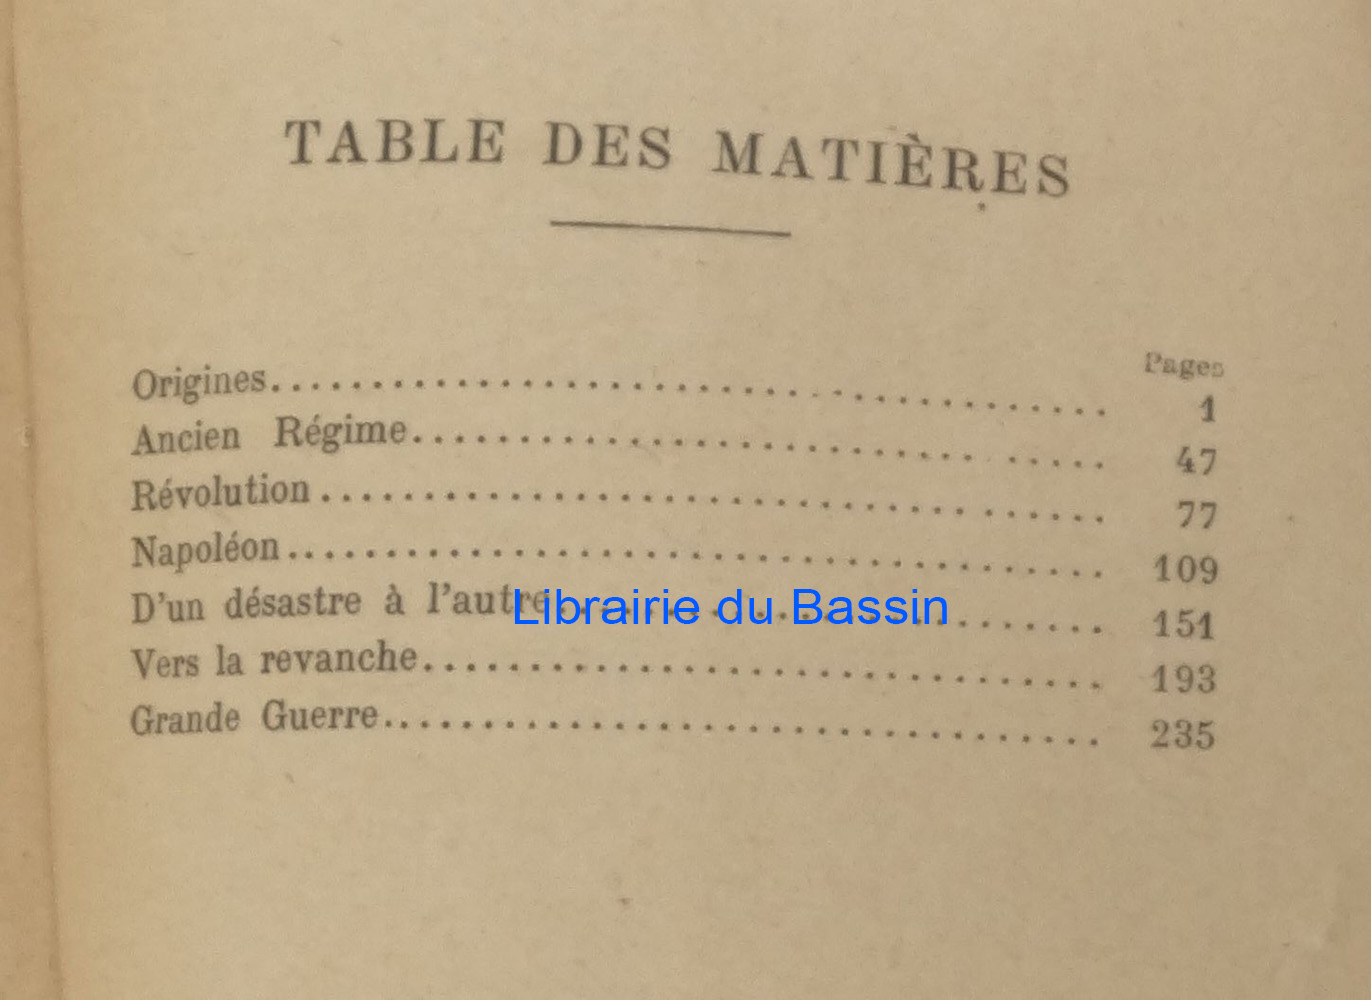 TABLE DES MATIÈRES
Pages
Origines........................................ 1
Ancien Régime.................................. 47
Révolution...................................... 77
Napoléon........................................ 109
D'un désastre à l'autre......................... 151
Librairie du Bassin
Vers la revanche................................ 193
Grande Guerre................................... 235